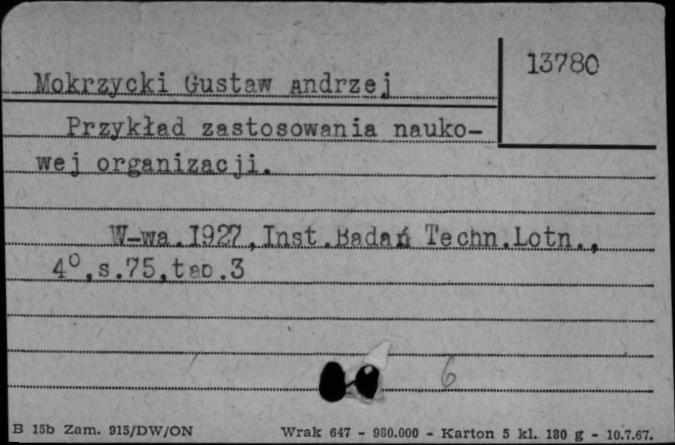 13780
Mokrzycki Gustaw Andrzej
Przykład zastosowania nauko-
wej organizacji.
W-wa.1927,Inst.Badań Techn.Lotn.,
4°,s.75,tab.3
6
B 15b Zam. 915/DW/ON Wrak 647 - 980.000 - Karton 5 kl. 180 g - 10.7.67.